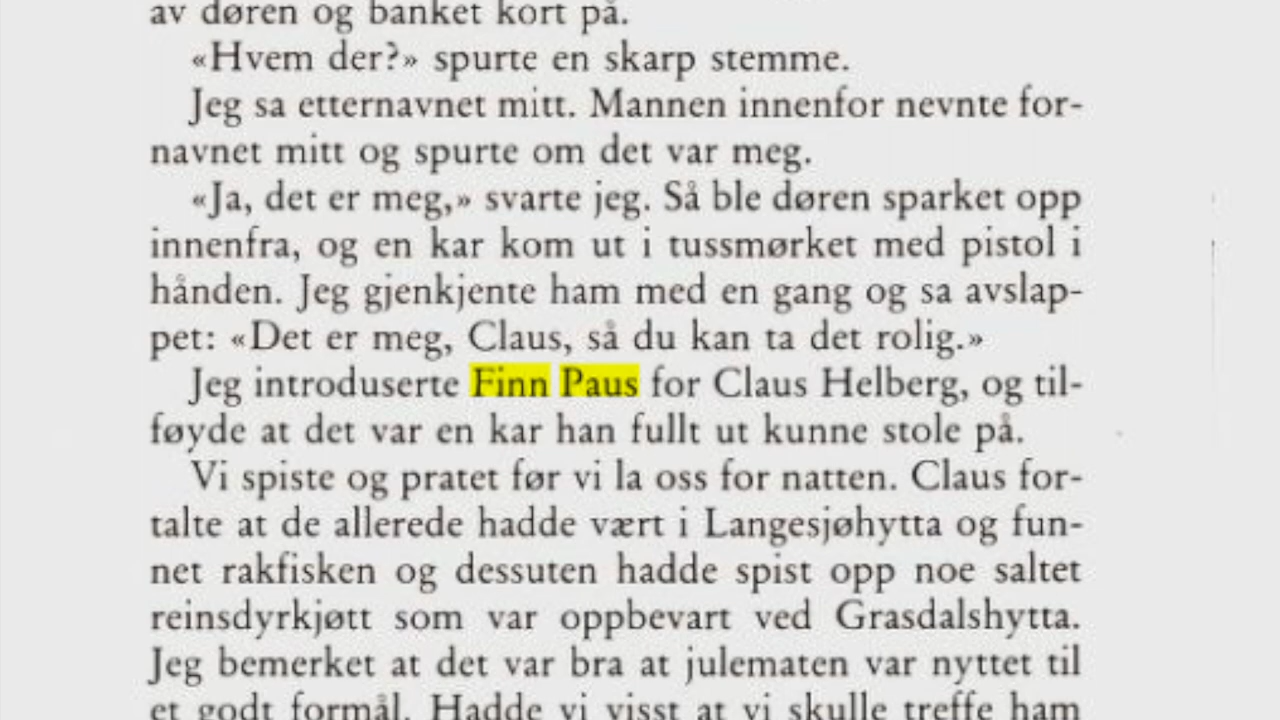 av døren og banket kort på.
«Hvem der?» spurte en skarp stemme.
Jeg sa etternavnet mitt. Mannen innenfor nevnte for-
navnet mitt og spurte om det var meg.
«Ja, det er meg,» svarte jeg. Så ble døren sparket opp
innenfra, og en kar kom ut i tussmørket med pistol i
hånden. Jeg gjenkjente ham med en gang og sa avslap-
pet: «Det er meg, Claus, så du kan ta det rolig.»
Jeg introduserte Finn Paus for Claus Helberg, og til-
føyde at det var en kar han fullt ut kunne stole på.
Vi spiste og pratet før vi la oss for natten. Claus for-
talte at de allerede hadde vært i Langesjøhytta og fun-
net rakfisken og dessuten hadde spist opp noe saltet
reinsdyrkjøtt som var oppbevart ved Grasdalshytta.
Jeg bemerket at det var bra at julematen var nyttet til
et godt formål. Hadde vi visst at vi skulle treffe ham